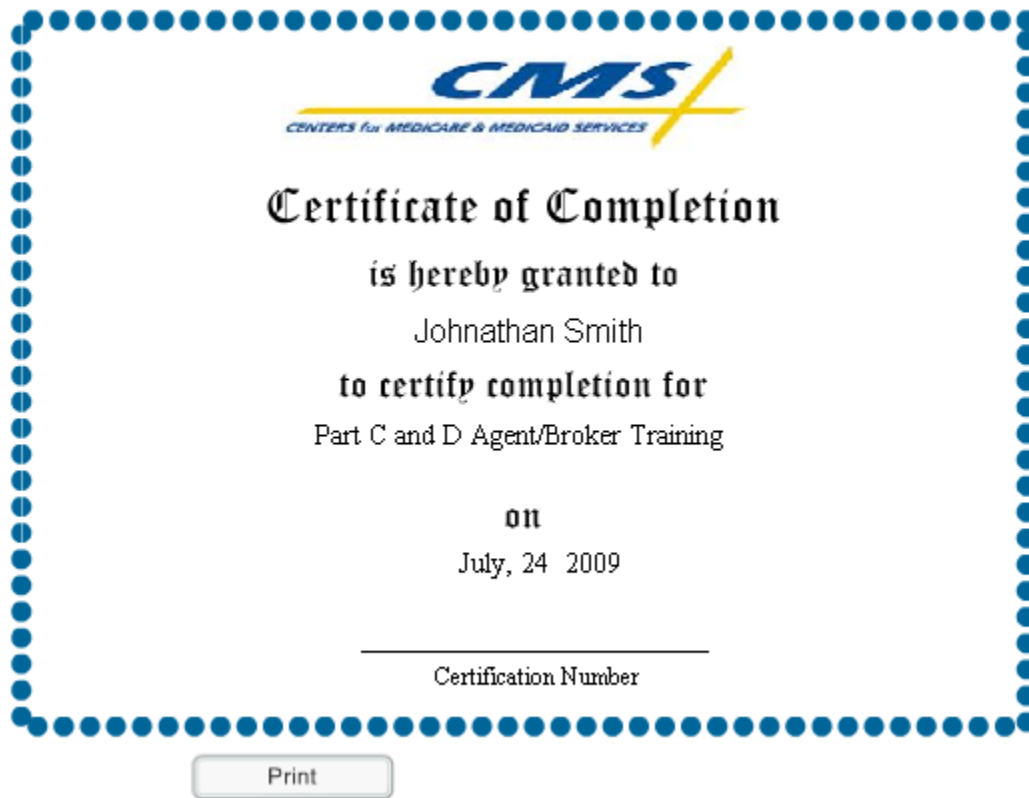 CMS
CENTERS for MEDICARE & MEDICAID SERVICES
Certificate of Completion
is hereby granted to
Johnathan Smith
to certify completion for
Part C and D Agent/Broker Training
on
July, 24 2009
Certification Number
Print